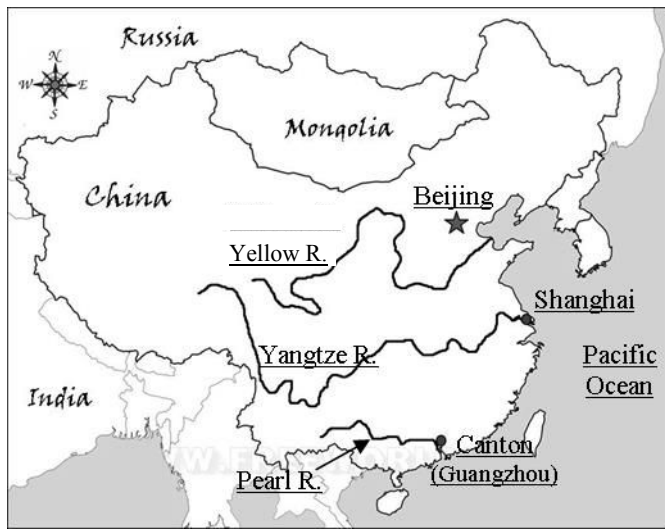 Russia
N
W E
S
Mongolia
China
Beijing
Yellow R.
Shanghai
Yangtze R.
Pacific
Ocean
India
Canton
(Guangzhou)
Pearl R.